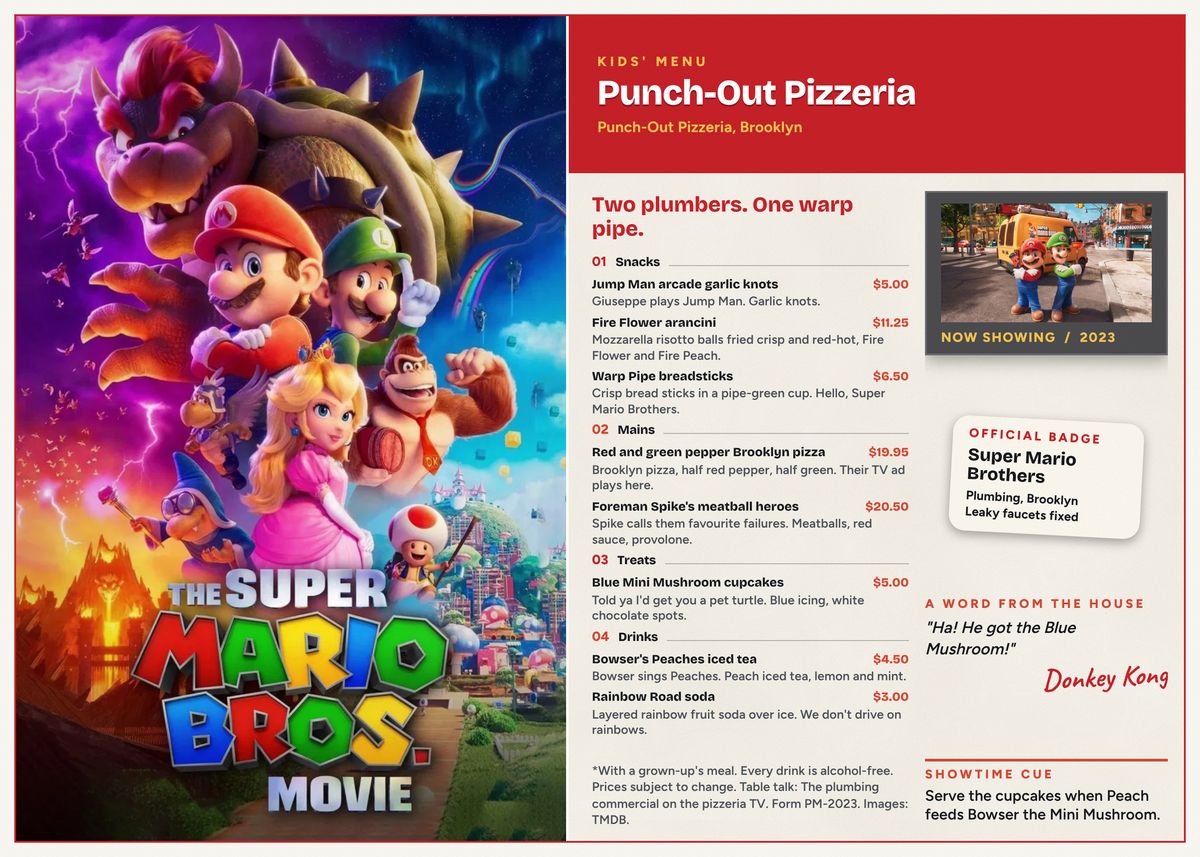 THE SUPER
MARIO
BROS.
MOVIE
KIDS' MENU
Punch-Out Pizzeria
Punch-Out Pizzeria, Brooklyn
Two plumbers. One warp
pipe.
01 Snacks
Jump Man arcade garlic knots $5.00
Giuseppe plays Jump Man. Garlic knots.
Fire Flower arancini $11.25
Mozzarella risotto balls fried crisp and red-hot, Fire
Flower and Fire Peach.
Warp Pipe breadsticks $6.50
Crisp bread sticks in a pipe-green cup. Hello, Super
Mario Brothers.
02 Mains
Red and green pepper Brooklyn pizza $19.95
Brooklyn pizza, half red pepper, half green. Their TV ad
plays here.
Foreman Spike's meatball heroes $20.50
Spike calls them favourite failures. Meatballs, red
sauce, provolone.
03 Treats
Blue Mini Mushroom cupcakes $5.00
Told ya I'd get you a pet turtle. Blue icing, white
chocolate spots.
04 Drinks
Bowser's Peaches iced tea $4.50
Bowser sings Peaches. Peach iced tea, lemon and mint.
Rainbow Road soda $3.00
Layered rainbow fruit soda over ice. We don't drive on
rainbows.
*With a grown-up's meal. Every drink is alcohol-free.
Prices subject to change. Table talk: The plumbing
commercial on the pizzeria TV. Form PM-2023. Images:
TMDB.
NOW SHOWING / 2023
OFFICIAL BADGE
Super Mario
Brothers
Plumbing, Brooklyn
Leaky faucets fixed
A WORD FROM THE HOUSE
"Ha! He got the Blue
Mushroom!"
Donkey Kong
SHOWTIME CUE
Serve the cupcakes when Peach
feeds Bowser the Mini Mushroom.
M
L
DK